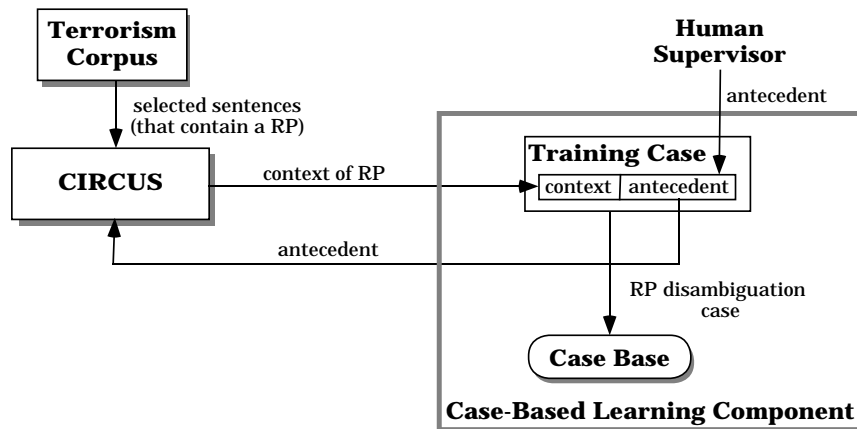 Terrorism
Corpus
Human
Supervisor
selected sentences
(that contain a RP)
antecedent
CIRCUS
context of RP
Training Case
context
antecedent
antecedent
RP disambiguation
case
Case Base
Case-Based Learning Component